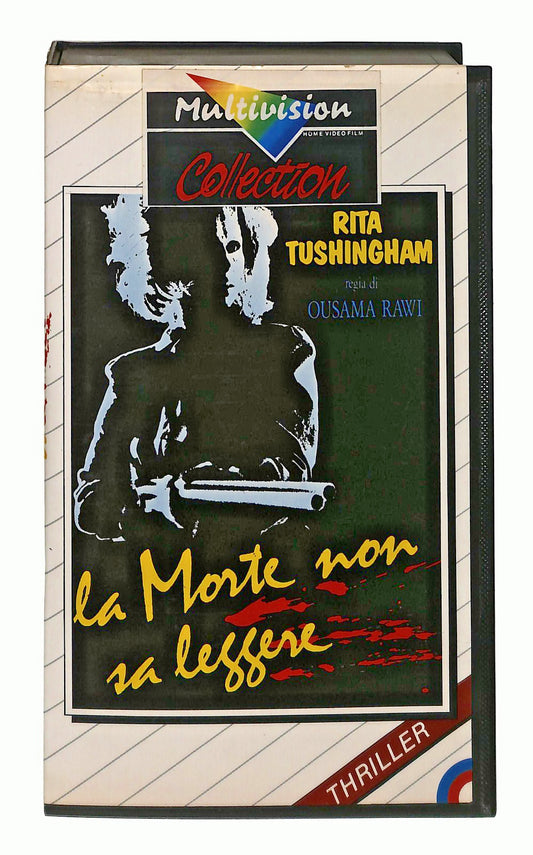 Multivision
HOME VIDEO FILM
Collection
RITA
TUSHINGHAM
regia di
OUSAMA RAWI
la Morte non
sa leggere
THRILLER